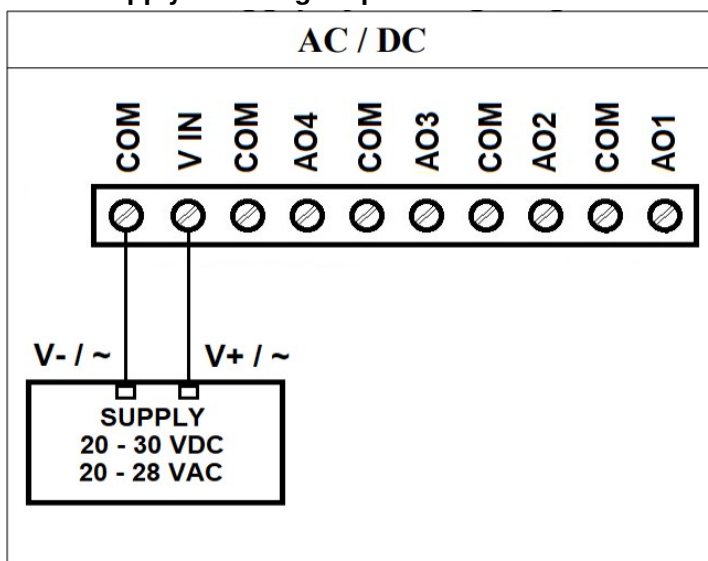 AC / DC
COM V IN COM AO4 COM AO3 COM AO2 COM AO1
V- / ~ V+ / ~
SUPPLY
20 - 30 VDC
20 - 28 VAC